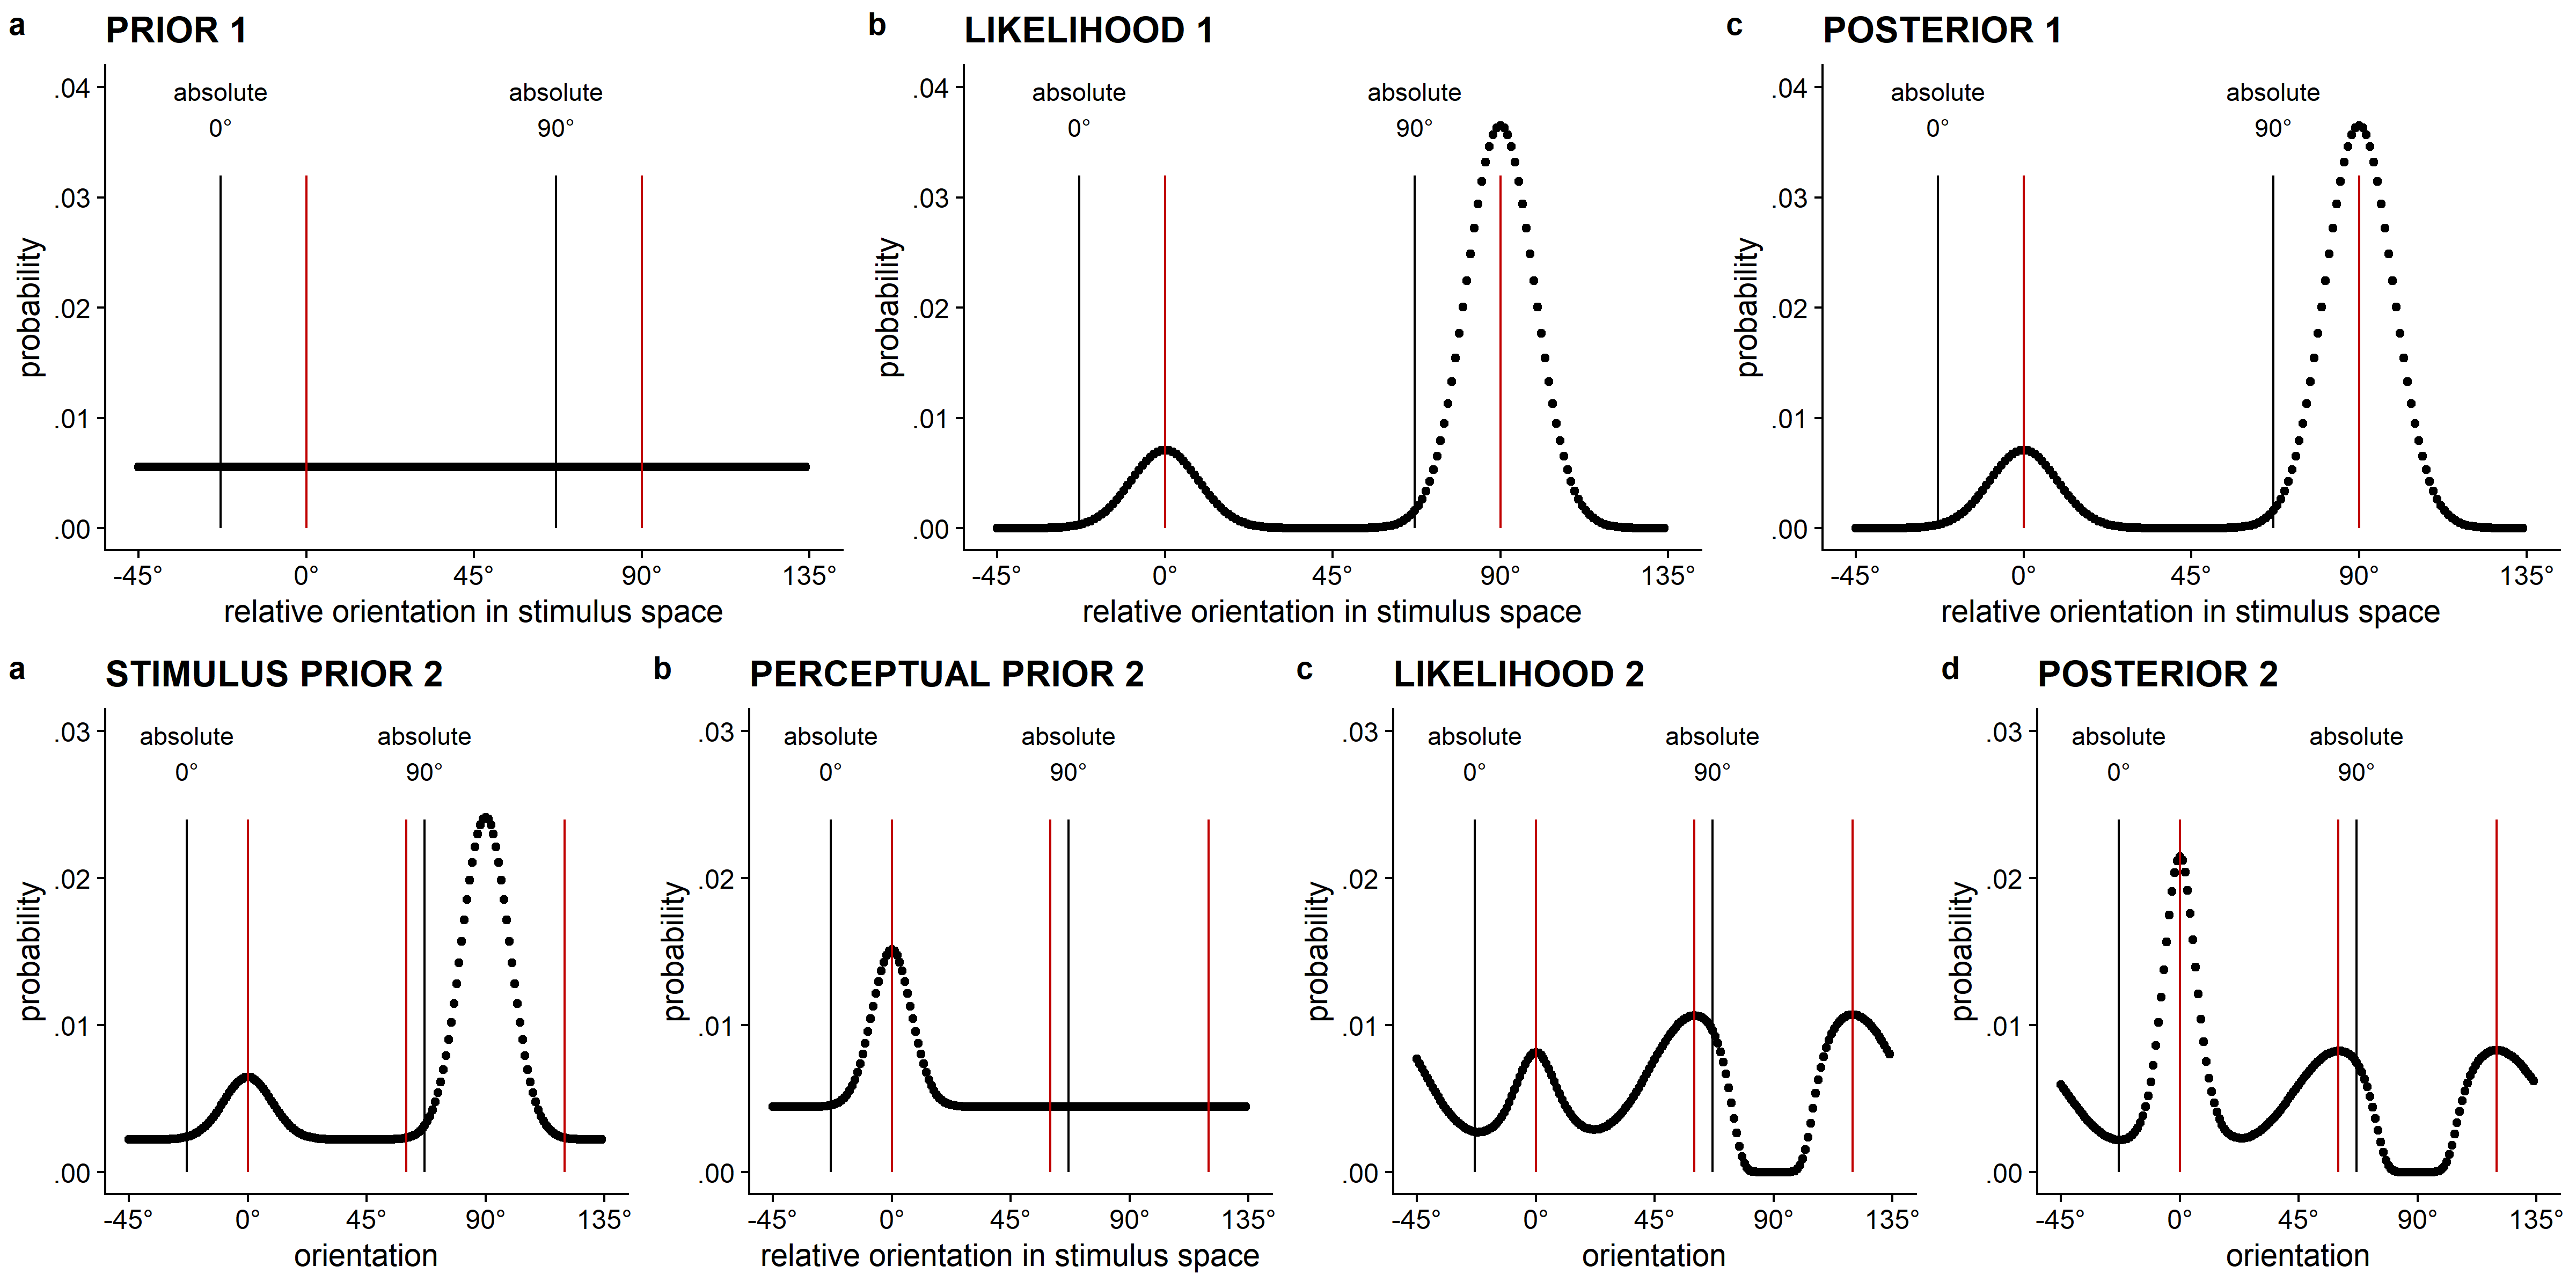 a PRIOR 1
.04
.03
.02
.01
.00
absolute 0°
absolute 90°
probability
-45° 0° 45° 90° 135°
relative orientation in stimulus space
b LIKELIHOOD 1
.04
.03
.02
.01
.00
absolute 0°
absolute 90°
probability
-45° 0° 45° 90° 135°
relative orientation in stimulus space
c POSTERIOR 1
.04
.03
.02
.01
.00
absolute 0°
absolute 90°
probability
-45° 0° 45° 90° 135°
relative orientation in stimulus space
a STIMULUS PRIOR 2
.03
.02
.01
.00
absolute 0°
absolute 90°
probability
-45° 0° 45° 90° 135°
orientation
b PERCEPTUAL PRIOR 2
.03
.02
.01
.00
absolute 0°
absolute 90°
probability
-45° 0° 45° 90° 135°
relative orientation in stimulus space
c LIKELIHOOD 2
.03
.02
.01
.00
absolute 0°
absolute 90°
probability
-45° 0° 45° 90° 135°
orientation
d POSTERIOR 2
.03
.02
.01
.00
absolute 0°
absolute 90°
probability
-45° 0° 45° 90° 135°
orientation